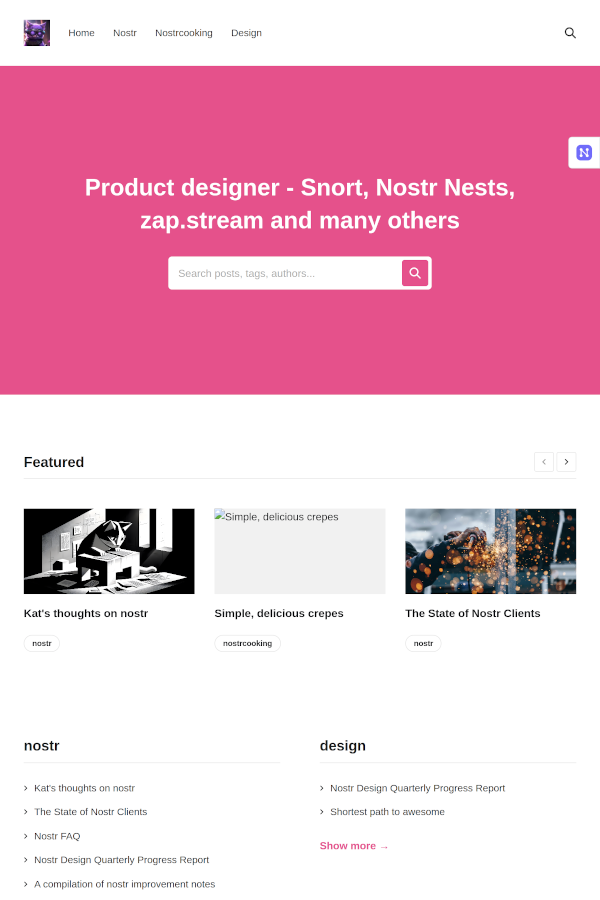 Home Nostr Nostrcooking Design
Product designer - Snort, Nostr Nests,
zap.stream and many others
Search posts, tags, authors...
Featured
Simple, delicious crepes
Kat's thoughts on nostr
Simple, delicious crepes
The State of Nostr Clients
nostr
nostrcooking
nostr
nostr
Kat's thoughts on nostr
The State of Nostr Clients
Nostr FAQ
Nostr Design Quarterly Progress Report
A compilation of nostr improvement notes
design
Nostr Design Quarterly Progress Report
Shortest path to awesome
Show more →